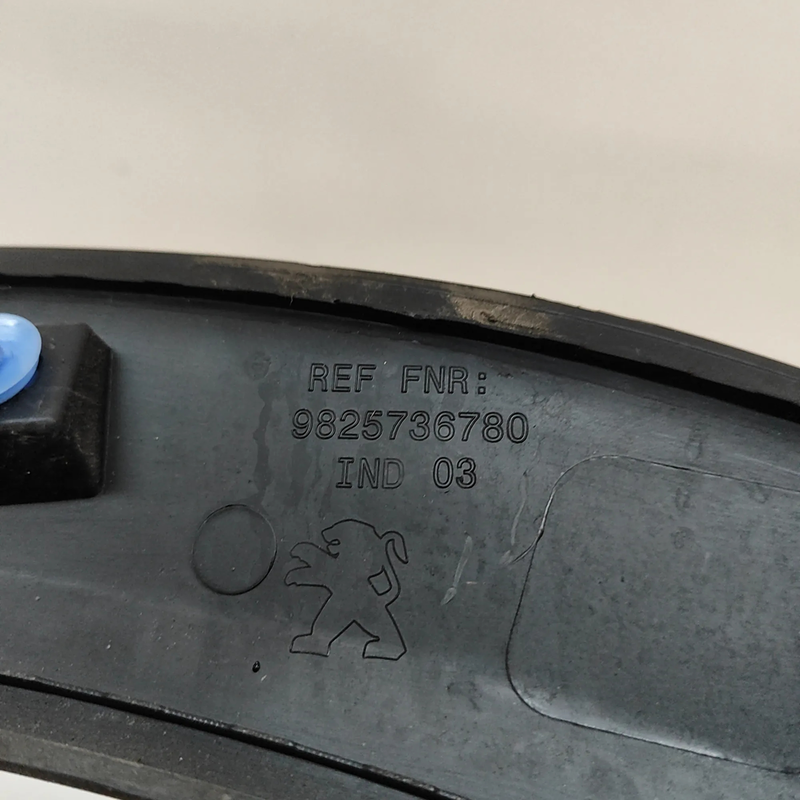 REF FNR:
9825736780
IND 03